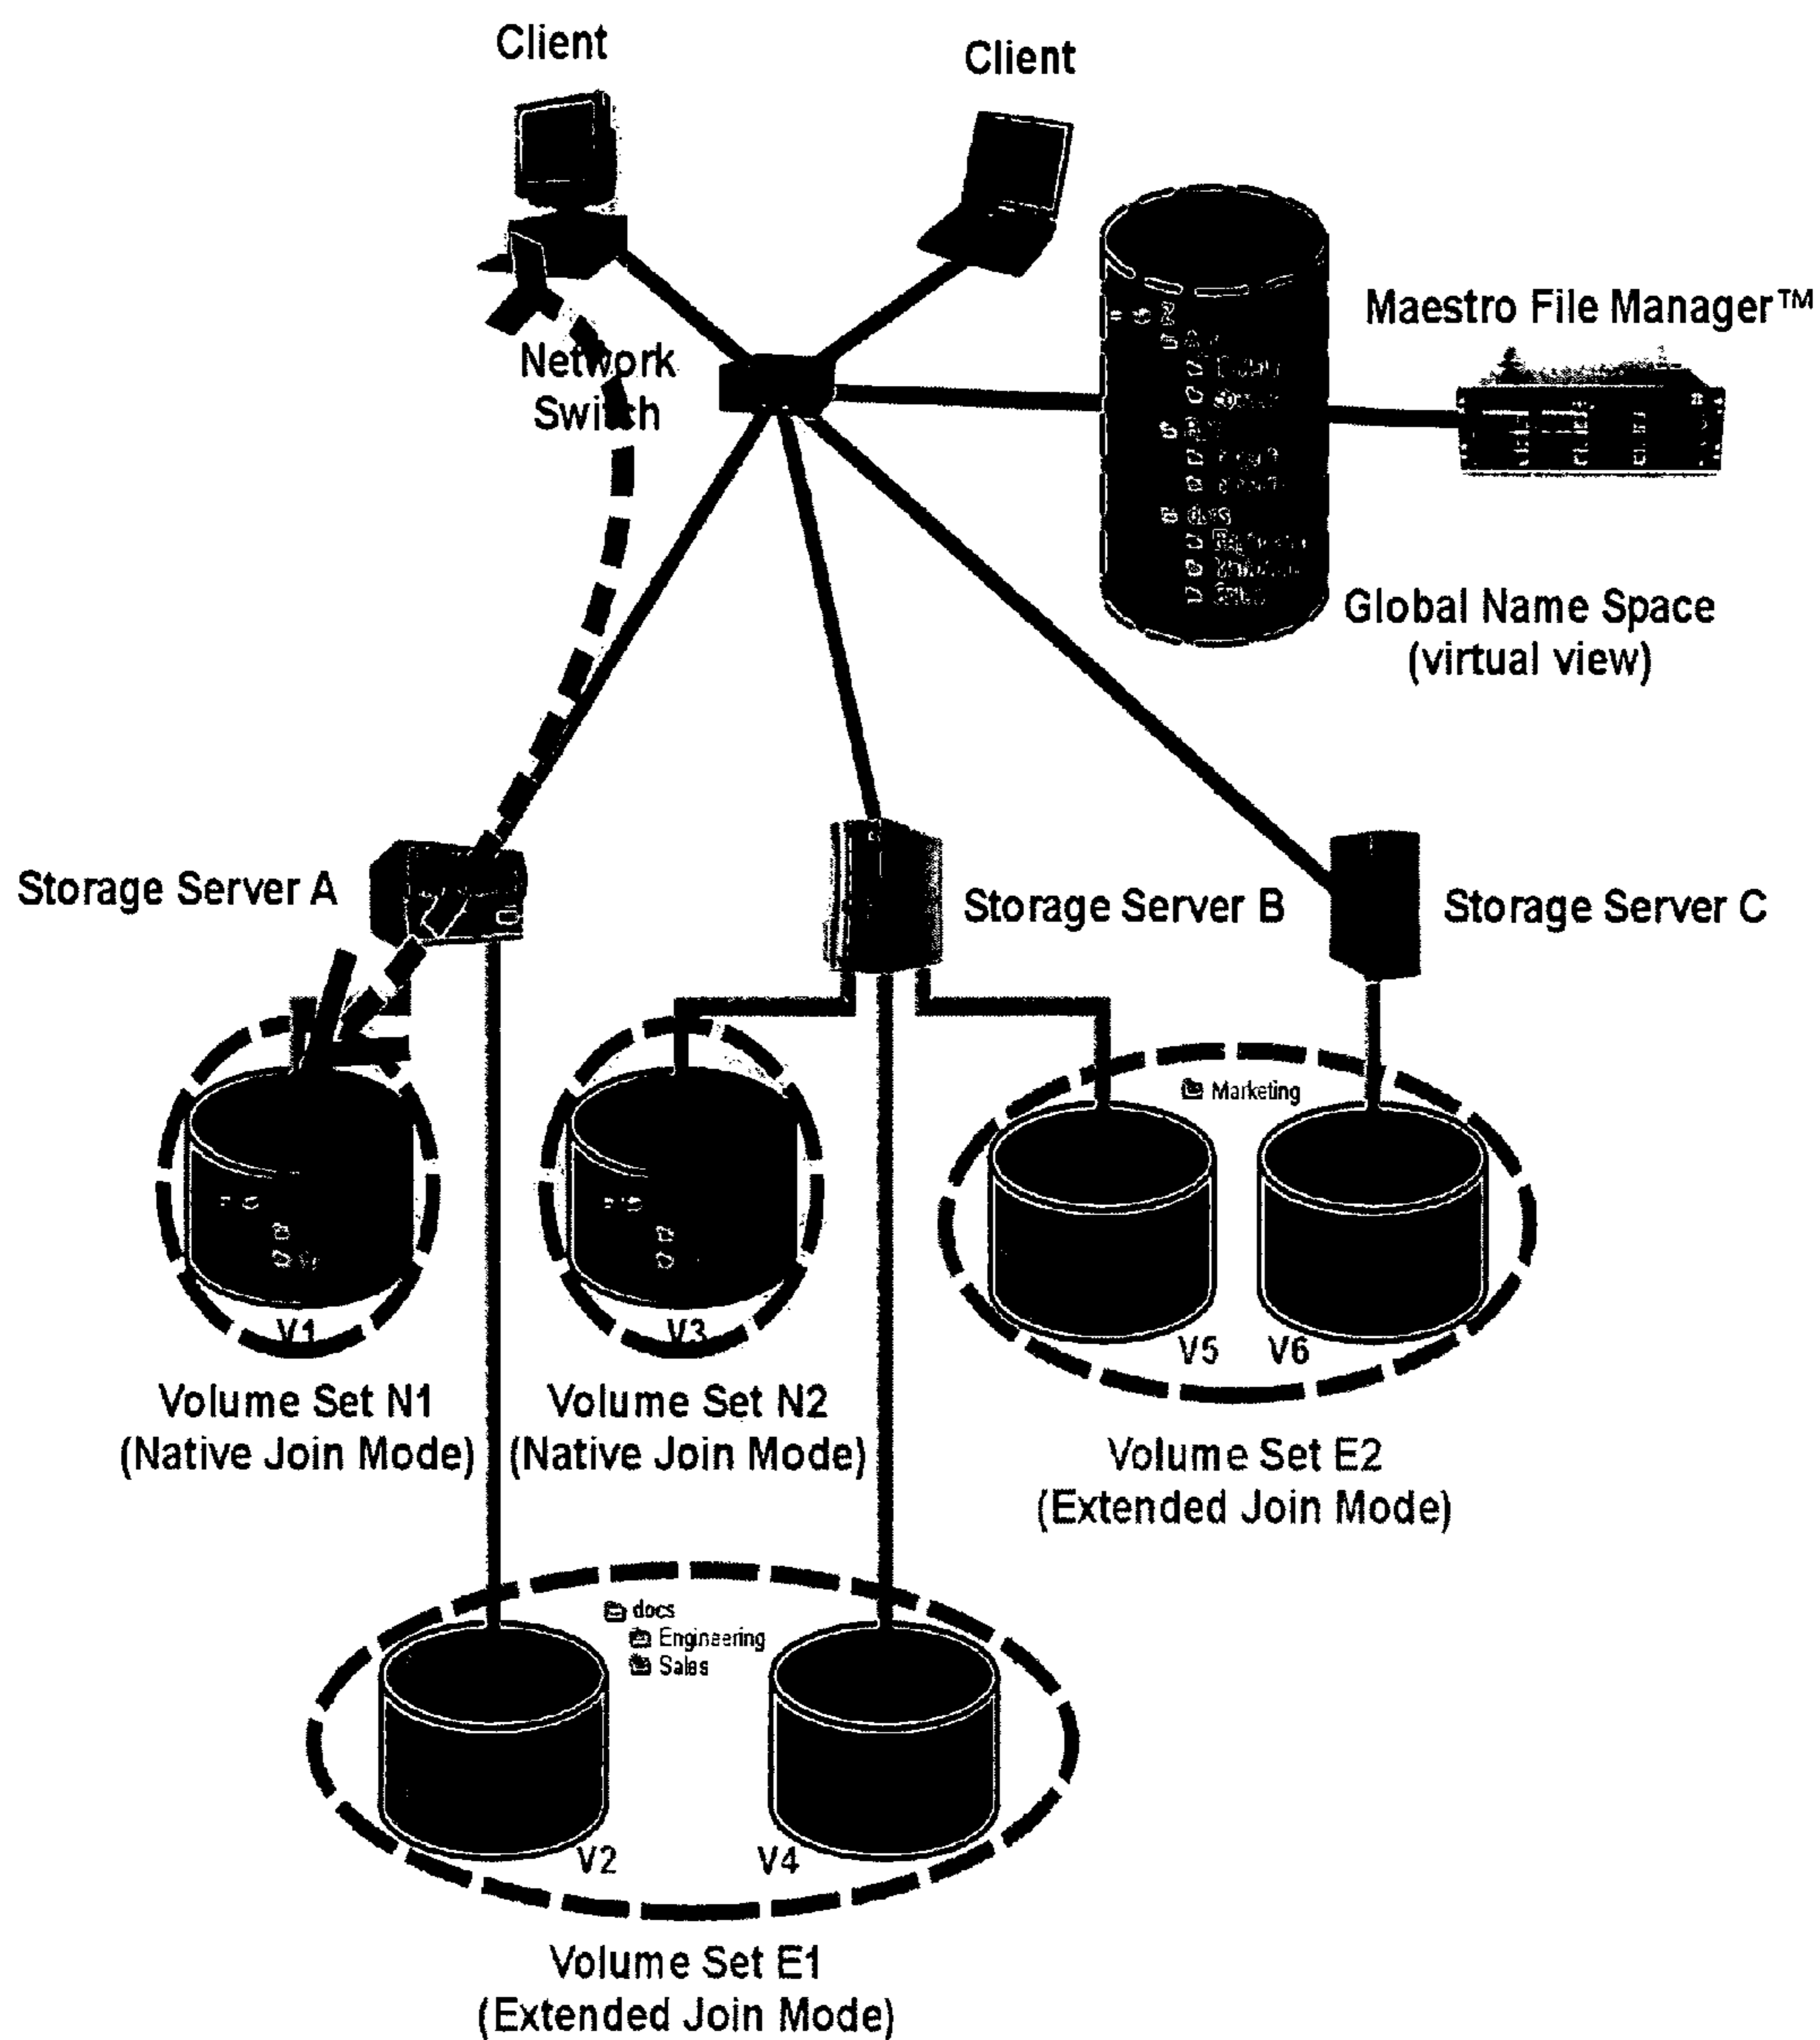 Client
Client
Maestro File Manager™
Network
Switch
Global Name Space
(virtual view)
Storage Server A
Storage Server B
Storage Server C
Marketing
V1
V3
V5
V6
Volume Set N1
(Native Join Mode)
Volume Set N2
(Native Join Mode)
Volume Set E2
(Extended Join Mode)
docs
Engineering
Sales
V2
V4
Volume Set E1
(Extended Join Mode)